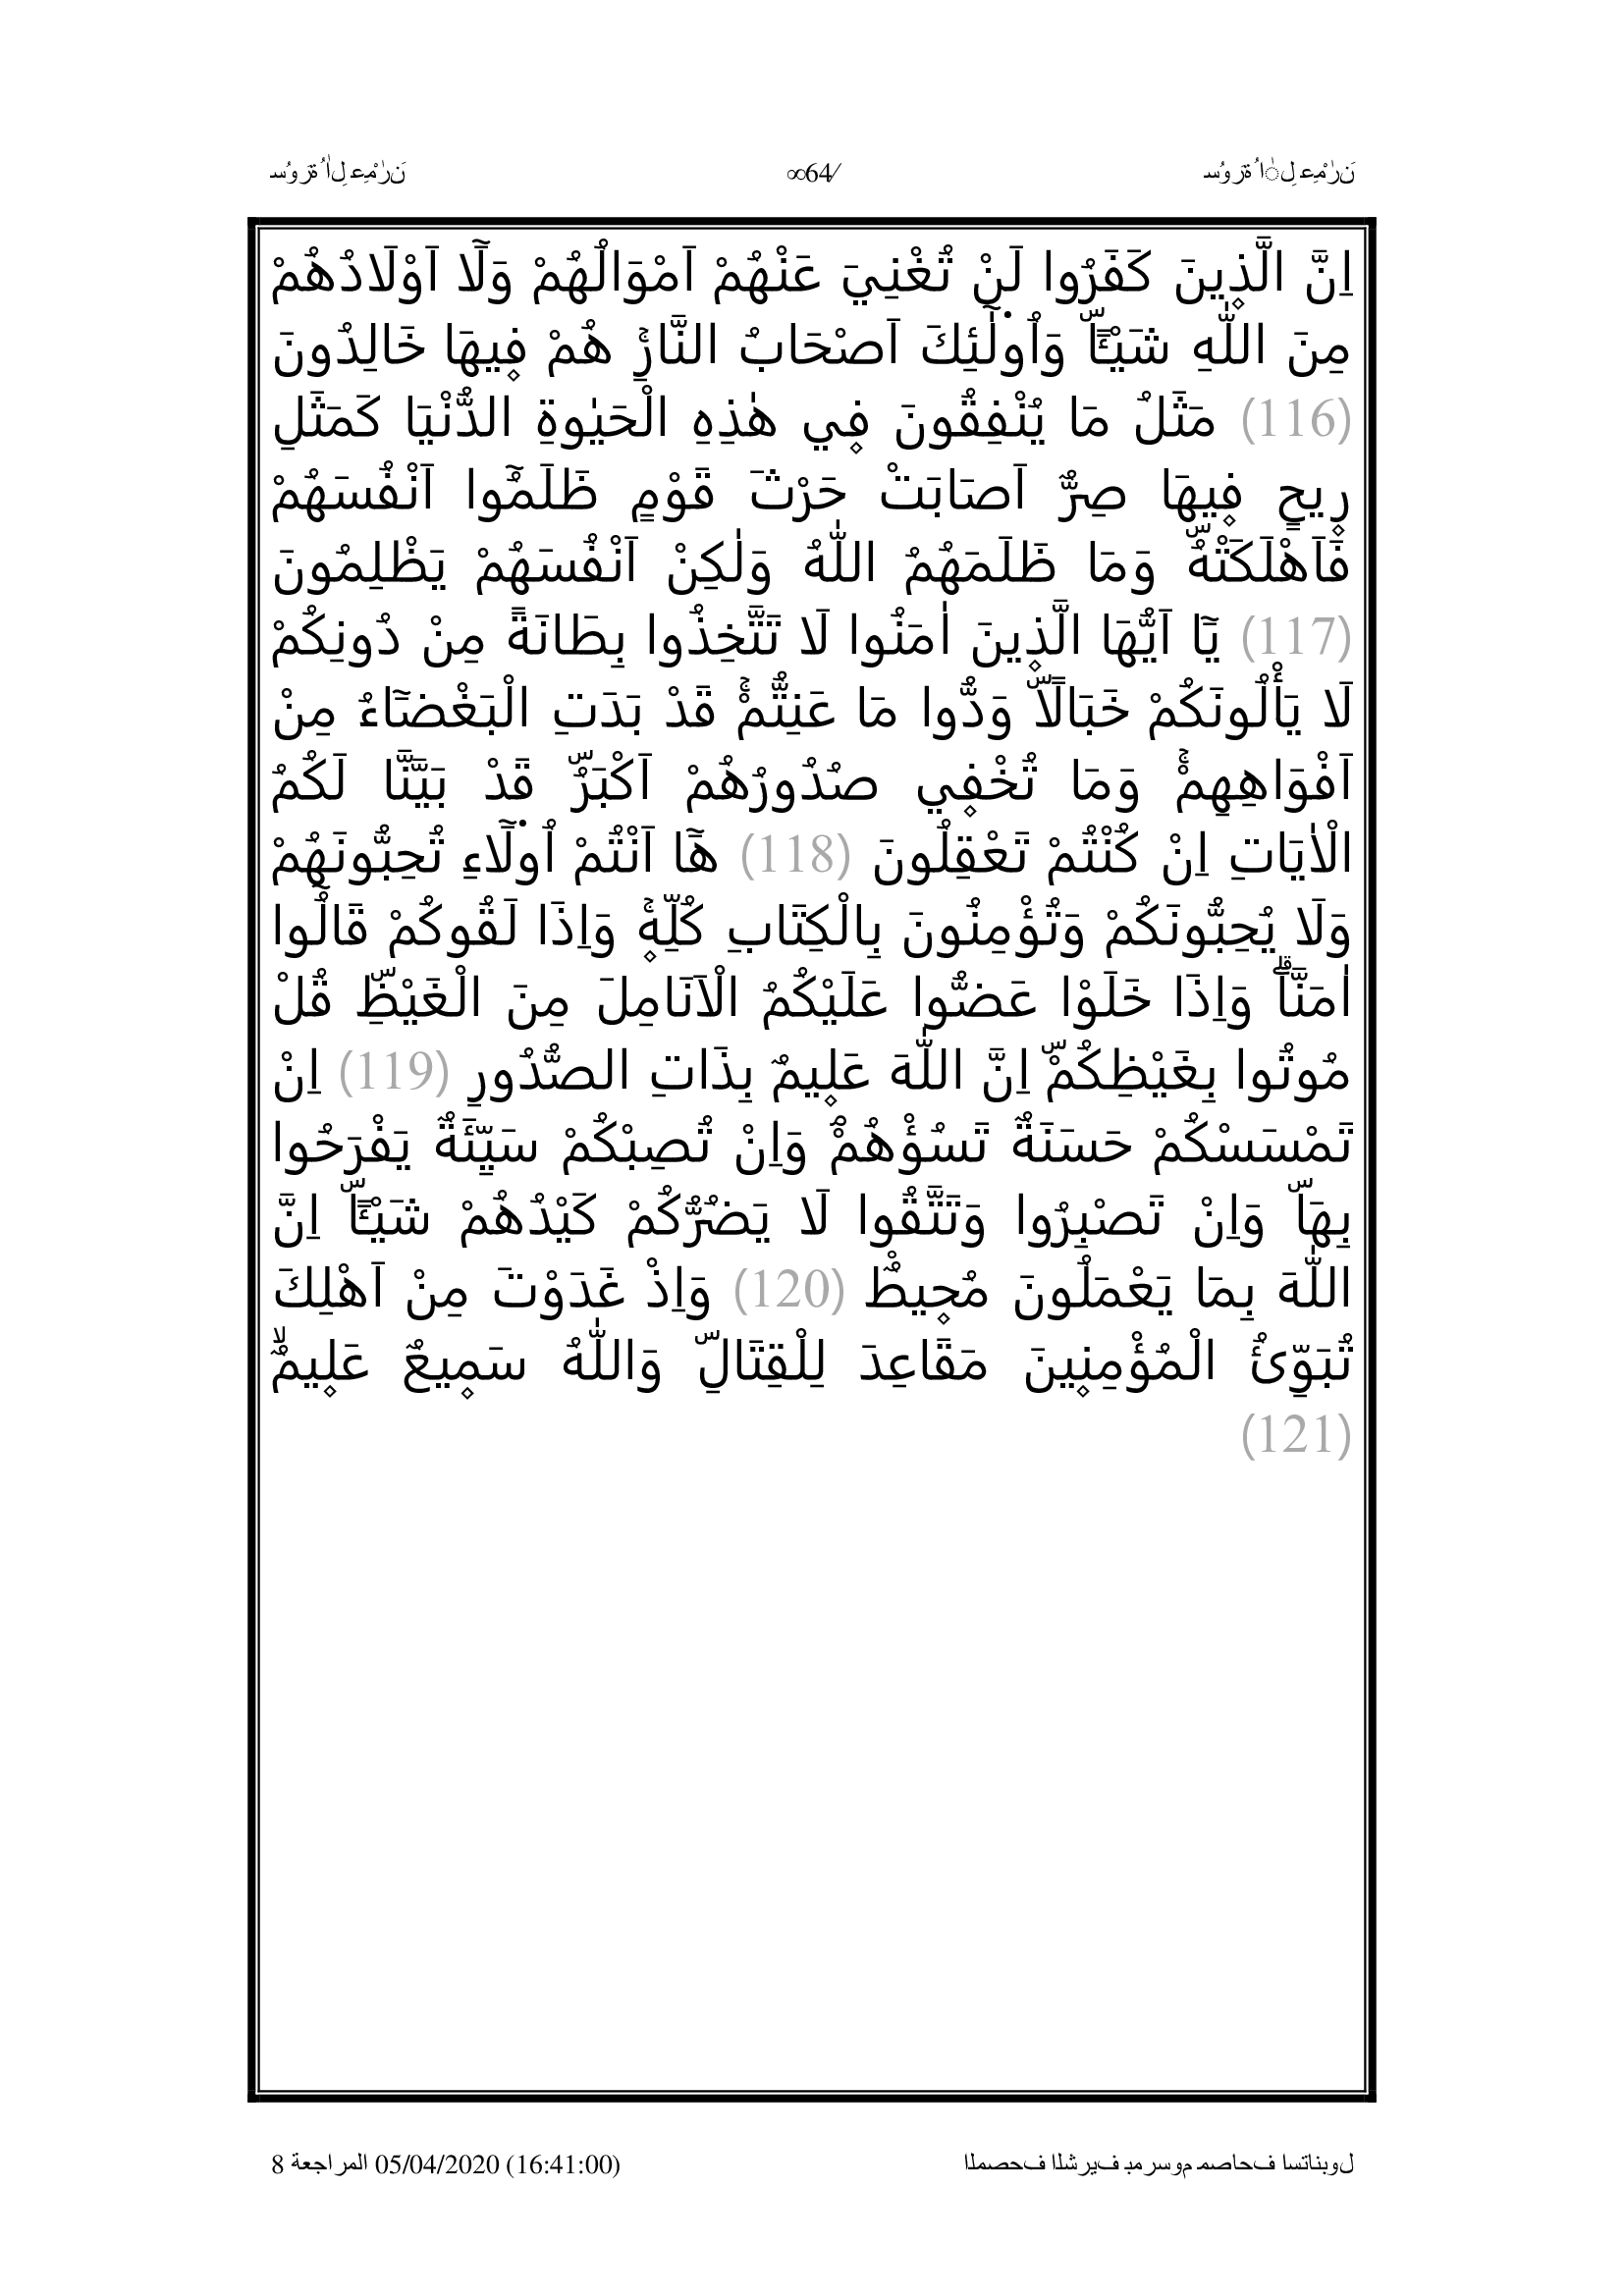 سُورَةُ اٰلِ عِمْرٰنَ
∞64/
سُورَةُ اٰلِ عِمْرٰنَ
اِنَّ الَّذ۪ينَ كَفَرُوا لَنْ تُغْنِيَ عَنْهُمْ اَمْوَالُهُمْ وَلَٓا اَوْلَادُهُمْ
مِنَ اللّٰهِ شَيْـًٔاۜ وَاُو۬لٰٓئِكَ اَصْحَابُ النَّارِۚ هُمْ ف۪يهَا خَالِدُونَ
(116) مَثَلُ مَا يُنْفِقُونَ ف۪ي هٰذِهِ الْحَيٰوةِ الدُّنْيَا كَمَثَلِ
ر۪يحٍ ف۪يهَا صِرٌّ اَصَابَتْ حَرْثَ قَوْمٍ ظَلَمُٓوا اَنْفُسَهُمْ
فَاَهْلَكَتْهُۜ وَمَا ظَلَمَهُمُ اللّٰهُ وَلٰكِنْ اَنْفُسَهُمْ يَظْلِمُونَ
(117) يَٓا اَيُّهَا الَّذ۪ينَ اٰمَنُوا لَا تَتَّخِذُوا بِطَانَةً مِنْ دُونِكُمْ
لَا يَأْلُونَكُمْ خَبَالًاۜ وَدُّوا مَا عَنِتُّمْۚ قَدْ بَدَتِ الْبَغْضَٓاءُ مِنْ
اَفْوَاهِهِمْۚ وَمَا تُخْف۪ي صُدُورُهُمْ اَكْبَرُۜ قَدْ بَيَّنَّا لَكُمُ
الْاٰيَاتِ اِنْ كُنْتُمْ تَعْقِلُونَ (118) هَٓا اَنْتُمْ اُو۬لَٓاءِ تُحِبُّونَهُمْ
وَلَا يُحِبُّونَكُمْ وَتُؤْمِنُونَ بِالْكِتَابِ كُلِّه۪ۚ وَاِذَا لَقُوكُمْ قَالُٓوا
اٰمَنَّاۗ وَاِذَا خَلَوْا عَضُّوا عَلَيْكُمُ الْاَنَامِلَ مِنَ الْغَيْظِۜ قُلْ
مُوتُوا بِغَيْظِكُمْۜ اِنَّ اللّٰهَ عَل۪يمٌ بِذَاتِ الصُّدُورِ (119) اِنْ
تَمْسَسْكُمْ حَسَنَةٌ تَسُؤْهُمْۘ وَاِنْ تُصِبْكُمْ سَيِّئَةٌ يَفْرَحُوا
بِهَاۜ وَاِنْ تَصْبِرُوا وَتَتَّقُوا لَا يَضُرُّكُمْ كَيْدُهُمْ شَيْـًٔاۜ اِنَّ
اللّٰهَ بِمَا يَعْمَلُونَ مُح۪يطٌ۟ (120) وَاِذْ غَدَوْتَ مِنْ اَهْلِكَ
تُبَوِّئُ الْمُؤْمِن۪ينَ مَقَاعِدَ لِلْقِتَالِۜ وَاللّٰهُ سَم۪يعٌ عَل۪يمٌۙ
(121)
المصحف الشريف بمرسوم مصاحف استانبول
8 المراجعة 05/04/2020 (16:41:00)